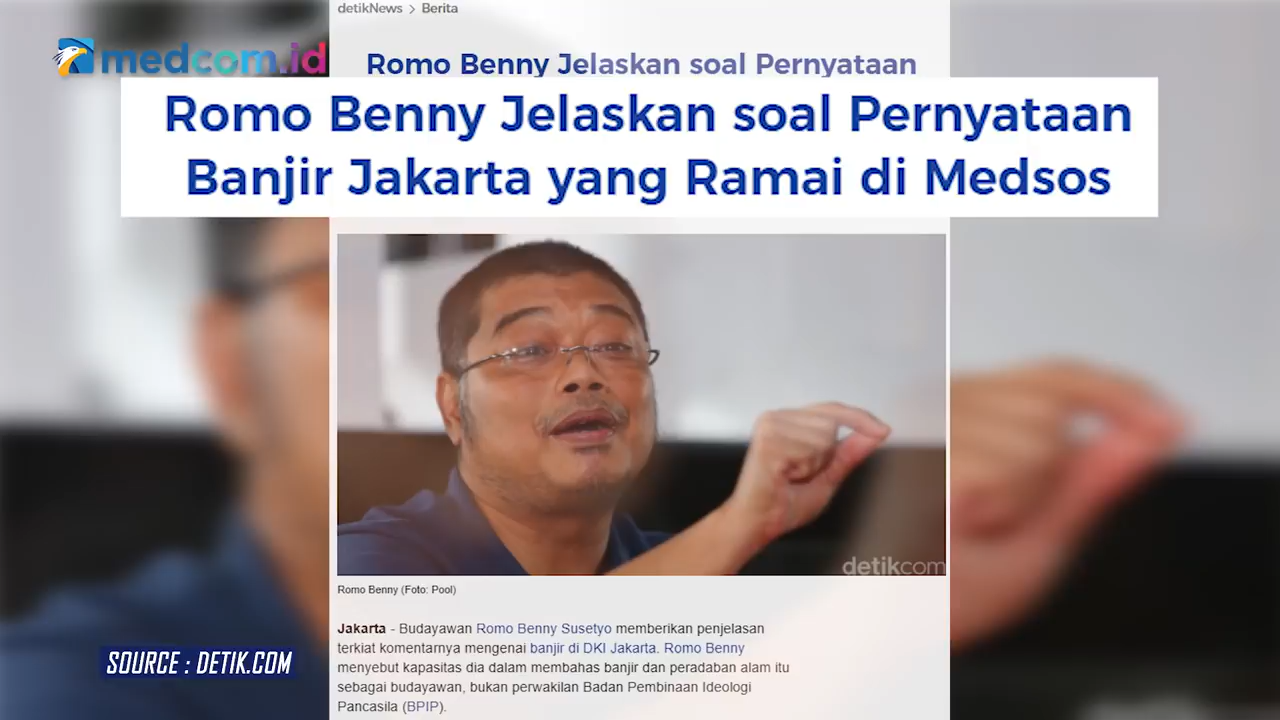 detikNews > Berita
medcom.id
Romo Benny Jelaskan soal Pernyataan
Romo Benny Jelaskan soal Pernyataan
Banjir Jakarta yang Ramai di Medsos
detikcom
Romo Benny (Foto: Pool)
Jakarta - Budayawan Romo Benny Susetyo memberikan penjelasan
terkiat komentarnya mengenai banjir di DKI Jakarta. Romo Benny
menyebut kapasitas dia dalam membahas banjir dan peradaban alam itu
sebagai budayawan, bukan perwakilan Badan Pembinaan Ideologi
Pancasila (BPIP).
SOURCE : DETIK.COM